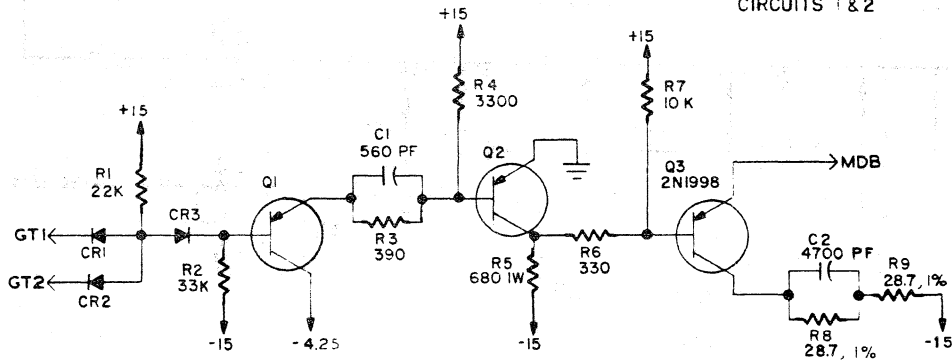 CIRCUITS 1 & 2
+15
+15
+15
R1
22K
GT1
CR1
GT2
CR2
CR3
R2
33K
-15
Q1
-4.25
C1
560 PF
R3
390
R4
3300
Q2
R5
680 1W
-15
R6
330
R7
10 K
Q3
2N1998
MDB
C2
4700 PF
R8
28.7, 1%
R9
28.7, 1%
-15